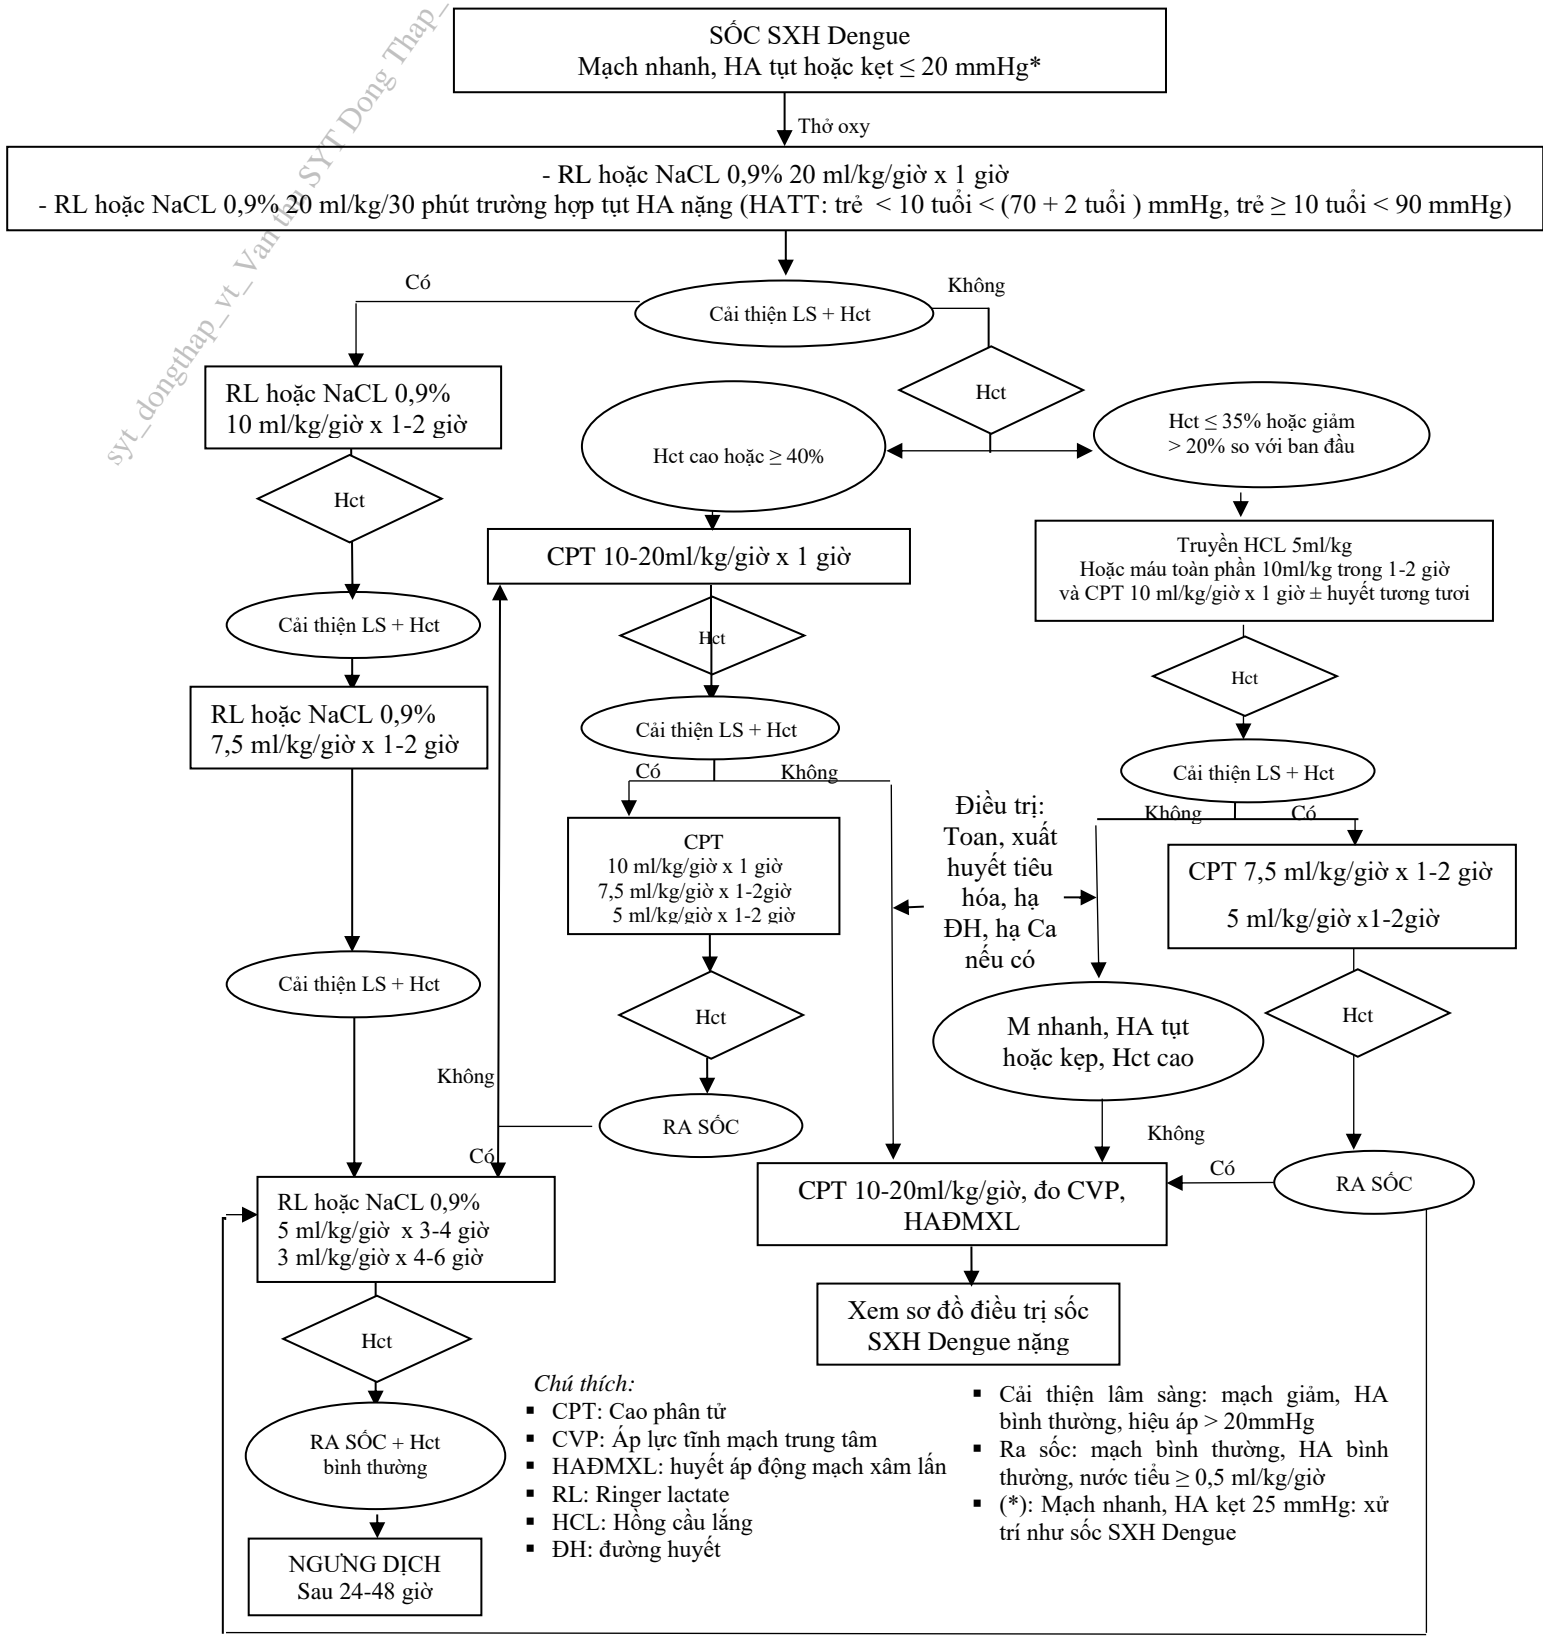 syt_dongthap_vt_Van thu SYT Dong Thap_
SỐC SXH Dengue
Mạch nhanh, HA tụt hoặc kẹt ≤ 20 mmHg*
Thở oxy
- RL hoặc NaCL 0,9% 20 ml/kg/giờ x 1 giờ
- RL hoặc NaCL 0,9% 20 ml/kg/30 phút trường hợp tụt HA nặng (HATT: trẻ < 10 tuổi < (70 + 2 tuổi ) mmHg, trẻ ≥ 10 tuổi < 90 mmHg)
Có
Cải thiện LS + Hct
Không
RL hoặc NaCL 0,9%
10 ml/kg/giờ x 1-2 giờ
Hct
Cải thiện LS + Hct
RL hoặc NaCL 0,9%
7,5 ml/kg/giờ x 1-2 giờ
Cải thiện LS + Hct
Hct
Hct cao hoặc ≥ 40%
CPT 10-20ml/kg/giờ x 1 giờ
Hct
Cải thiện LS + Hct
Có
Không
CPT
10 ml/kg/giờ x 1 giờ
7,5 ml/kg/giờ x 1-2giờ
5 ml/kg/giờ x 1-2 giờ
Hct
RA SỐC
Không
Có
Hct ≤ 35% hoặc giảm
> 20% so với ban đầu
Truyền HCL 5ml/kg
Hoặc máu toàn phần 10ml/kg trong 1-2 giờ
và CPT 10 ml/kg/giờ x 1 giờ ± huyết tương tươi
Hct
Cải thiện LS + Hct
Không
Có
Điều trị:
Toan, xuất
huyết tiêu
hóa, hạ
ĐH, hạ Ca
nếu có
CPT 7,5 ml/kg/giờ x 1-2 giờ
5 ml/kg/giờ x1-2giờ
Hct
M nhanh, HA tụt
hoặc kẹp, Hct cao
Không
Có
RA SỐC
CPT 10-20ml/kg/giờ, đo CVP,
HAĐMXL
Xem sơ đồ điều trị sốc
SXH Dengue nặng
RL hoặc NaCL 0,9%
5 ml/kg/giờ x 3-4 giờ
3 ml/kg/giờ x 4-6 giờ
Hct
RA SỐC + Hct
bình thường
NGƯNG DỊCH
Sau 24-48 giờ
Chú thích:
▪ CPT: Cao phân tử
▪ CVP: Áp lực tĩnh mạch trung tâm
▪ HAĐMXL: huyết áp động mạch xâm lấn
▪ RL: Ringer lactate
▪ HCL: Hồng cầu lắng
▪ ĐH: đường huyết
▪ Cải thiện lâm sàng: mạch giảm, HA
bình thường, hiệu áp > 20mmHg
▪ Ra sốc: mạch bình thường, HA bình
thường, nước tiểu ≥ 0,5 ml/kg/giờ
▪ (*): Mạch nhanh, HA kẹt 25 mmHg: xử
trí như sốc SXH Dengue